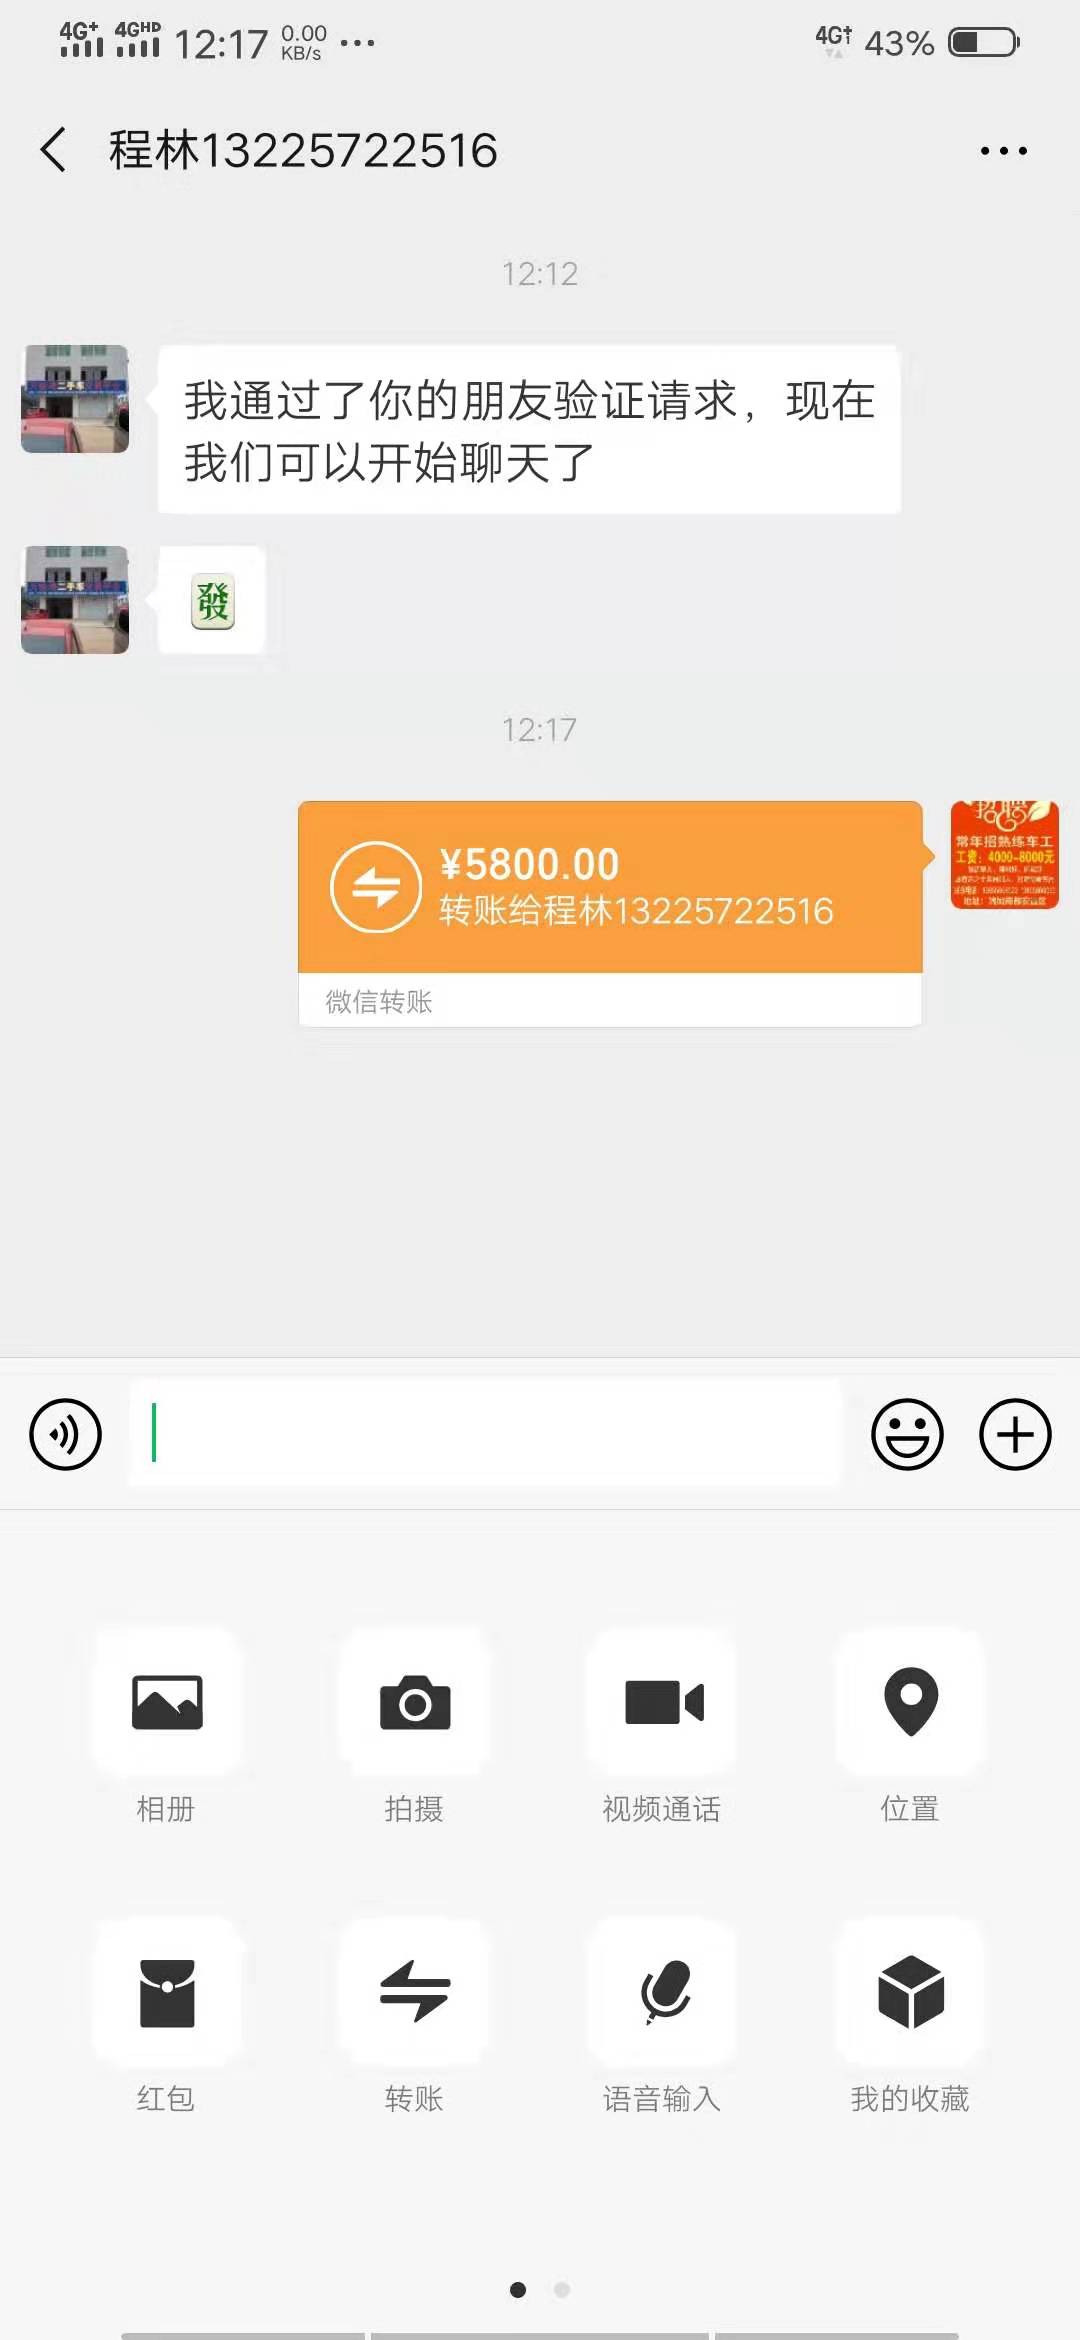 4G+ 4GHD 12:17 0.00 KB/s ··· 4G 43%
程林13225722516
12:12
我通过了你的朋友验证请求，现在
我们可以开始聊天了
二手车
發
12:17
¥5800.00
转账给程林13225722516
微信转账
招聘
常年招熟练车工
工资：4000-8000元
相册 拍摄 视频通话 位置
红包 转账 语音输入 我的收藏